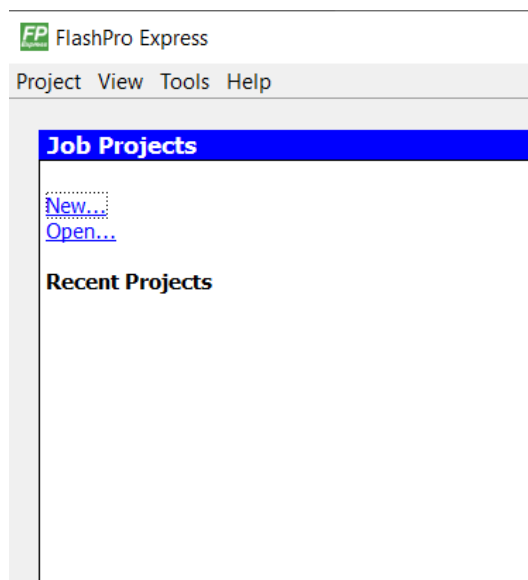 FP Express FlashPro Express
Project View Tools Help
Job Projects
New...
Open...
Recent Projects